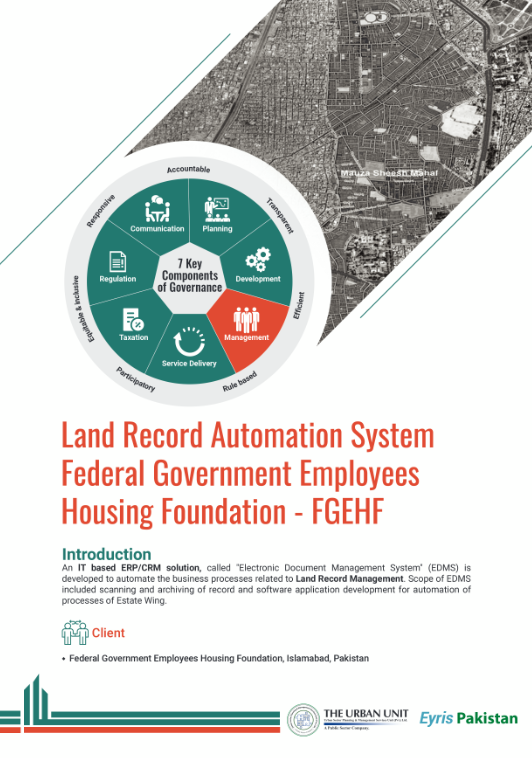 Mauza Sheesh Mahal
Accountable
Responsive
Transparent
Communication
Planning
7 Key
Components
of Governance
Regulation
Development
Equitable & Inclusive
Efficient
Taxation
Management
Service Delivery
Participatory
Rule based
Land Record Automation System
Federal Government Employees
Housing Foundation - FGEHF
Introduction
An IT based ERP/CRM solution, called "Electronic Document Management System" (EDMS) is
developed to automate the business processes related to Land Record Management. Scope of EDMS
included scanning and archiving of record and software application development for automation of
processes of Estate Wing.
Client
• Federal Government Employees Housing Foundation, Islamabad, Pakistan
THE URBAN UNIT
A Public Sector Company
Eyris Pakistan